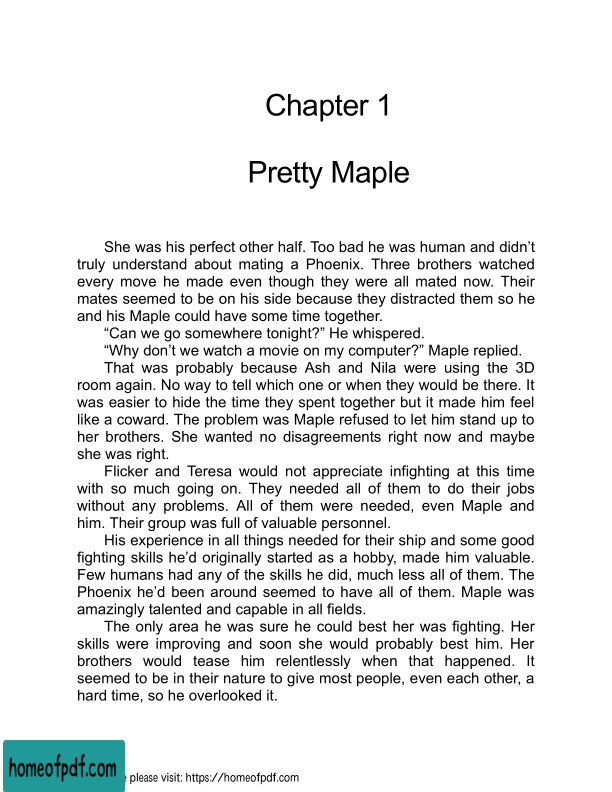 Chapter 1
Pretty Maple
She was his perfect other half. Too bad he was human and didn’t
truly understand about mating a Phoenix. Three brothers watched
every move he made even though they were all mated now. Their
mates seemed to be on his side because they distracted them so he
and his Maple could have some time together.
“Can we go somewhere tonight?” He whispered.
“Why don’t we watch a movie on my computer?” Maple replied.
That was probably because Ash and Nila were using the 3D
room again. No way to tell which one or when they would be there. It
was easier to hide the time they spent together but it made him feel
like a coward. The problem was Maple refused to let him stand up to
her brothers. She wanted no disagreements right now and maybe
she was right.
Flicker and Teresa would not appreciate infighting at this time
with so much going on. They needed all of them to do their jobs
without any problems. All of them were needed, even Maple and
him. Their group was full of valuable personnel.
His experience in all things needed for their ship and some good
fighting skills he’d originally started as a hobby, made him valuable.
Few humans had any of the skills he did, much less all of them. The
Phoenix he’d been around seemed to have all of them. Maple was
amazingly talented and capable in all fields.
The only area he was sure he could best her was fighting. Her
skills were improving and soon she would probably best him. Her
brothers would tease him relentlessly when that happened. It
seemed to be in their nature to give most people, even each other, a
hard time, so he overlooked it.
homeofpdf.com
please visit: https://homeofpdf.com